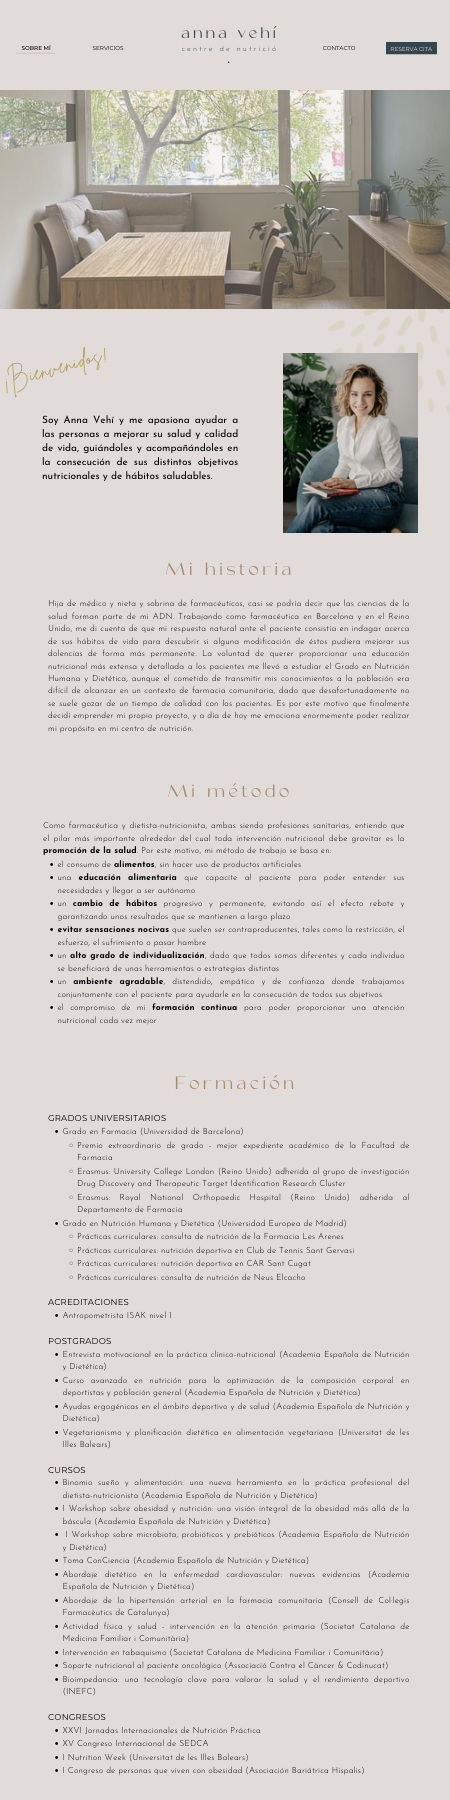 anna vehí
centre de nutrició
SOBRE MÍ
SERVICIOS
CONTACTO
RESERVA CITA
¡Bienvenidos!
Soy Anna Vehí y me apasiona ayudar a
las personas a mejorar su salud y calidad
de vida, guiándoles y acompañándoles en
la consecución de sus distintos objetivos
nutricionales y de hábitos saludables.
Mi historia
Hija de médico y nieta y sobrina de farmacéuticos, casi se podría decir que las ciencias de la
salud forman parte de mi ADN. Trabajando como farmacéutica en Barcelona y en el Reino
Unido, me di cuenta de que mi respuesta natural ante el paciente consistía en indagar acerca
de sus hábitos de vida para descubrir si alguna modificación de éstos pudiera mejorar sus
dolencias de forma más permanente. La voluntad de querer proporcionar una educación
nutricional más extensa y detallada a los pacientes me llevó a estudiar el Grado en Nutrición
Humana y Dietética, aunque el cometido de transmitir mis conocimientos a la población era
difícil de alcanzar en un contexto de farmacia comunitaria, dado que desafortunadamente no
se suele gozar de un tiempo de calidad con los pacientes. Es por este motivo que finalmente
decidí emprender mi propio proyecto, y a día de hoy me emociona enormemente poder realizar
mi propósito en mi centro de nutrición.
Mi método
Como farmacéutica y dietista-nutricionista, ambas siendo profesiones sanitarias, entiendo que
el pilar más importante alrededor del cual toda intervención nutricional debe gravitar es la
promoción de la salud. Por este motivo, mi método de trabajo se basa en:
• el consumo de alimentos, sin hacer uso de productos artificiales
• una educación alimentaria que capacite al paciente para poder entender sus
necesidades y llegar a ser autónomo
• un cambio de hábitos progresivo y permanente, evitando así el efecto rebote y
garantizando unos resultados que se mantienen a largo plazo
• evitar sensaciones nocivas que suelen ser contraproducentes, tales como la restricción, el
esfuerzo, el sufrimiento o pasar hambre
• un alto grado de individualización, dado que todos somos diferentes y cada individuo
se beneficiará de unas herramientas o estrategias distintas
• un ambiente agradable, distendido, empático y de confianza donde trabajamos
conjuntamente con el paciente para ayudarle en la consecución de todos sus objetivos
• el compromiso de mi formación continua para poder proporcionar una atención
nutricional cada vez mejor
Formación
GRADOS UNIVERSITARIOS
• Grado en Farmacia (Universidad de Barcelona)
○ Premio extraordinario de grado - mejor expediente académico de la Facultad de
Farmacia
○ Erasmus: University College London (Reino Unido) adherida al grupo de investigación
Drug Discovery and Therapeutic Target Identification Research Cluster
○ Erasmus: Royal National Orthopaedic Hospital (Reino Unido) adherida al
Departamento de Farmacia
• Grado en Nutrición Humana y Dietética (Universidad Europea de Madrid)
○ Prácticas curriculares: consulta de nutrición de la Farmacia Les Arenes
○ Prácticas curriculares: nutrición deportiva en Club de Tennis Sant Gervasi
○ Prácticas curriculares: nutrición deportiva en CAR Sant Cugat
○ Prácticas curriculares: consulta de nutrición de Neus Elcacho
ACREDITACIONES
• Antropometrista ISAK nivel 1
POSTGRADOS
• Entrevista motivacional en la práctica clínico-nutricional (Academia Española de Nutrición
y Dietética)
• Curso avanzado en nutrición para la optimización de la composición corporal en
deportistas y población general (Academia Española de Nutrición y Dietética)
• Ayudas ergogénicas en el ámbito deportivo y de salud (Academia Española de Nutrición y
Dietética)
• Vegetarianismo y planificación dietética en alimentación vegetariana (Universitat de les
Illes Balears)
CURSOS
• Binomio sueño y alimentación: una nueva herramienta en la práctica profesional del
dietista-nutricionista (Academia Española de Nutrición y Dietética)
• I Workshop sobre obesidad y nutrición: una visión integral de la obesidad más allá de la
báscula (Academia Española de Nutrición y Dietética)
• I Workshop sobre microbiota, probióticos y prebióticos (Academia Española de Nutrición
y Dietética)
• Toma ConCiencia (Academia Española de Nutrición y Dietética)
• Abordaje dietético en la enfermedad cardiovascular: nuevas evidencias (Academia
Española de Nutrición y Dietética)
• Abordaje de la hipertensión arterial en la farmacia comunitaria (Consell de Col·legis
Farmacèutics de Catalunya)
• Actividad física y salud - intervención en la atención primaria (Societat Catalana de
Medicina Familiar i Comunitària)
• Intervención en tabaquismo (Societat Catalana de Medicina Familiar i Comunitària)
• Soporte nutricional al paciente oncológico (Associació Contra el Càncer & Codinucat)
• Bioimpedancia: una tecnología clave para valorar la salud y el rendimiento deportivo
(INEFC)
CONGRESOS
• XXVI Jornadas Internacionales de Nutrición Práctica
• XV Congreso Internacional de SEDCA
• I Nutrition Week (Universitat de les Illes Balears)
• I Congreso de personas que viven con obesidad (Asociación Bariátrica Hispalis)